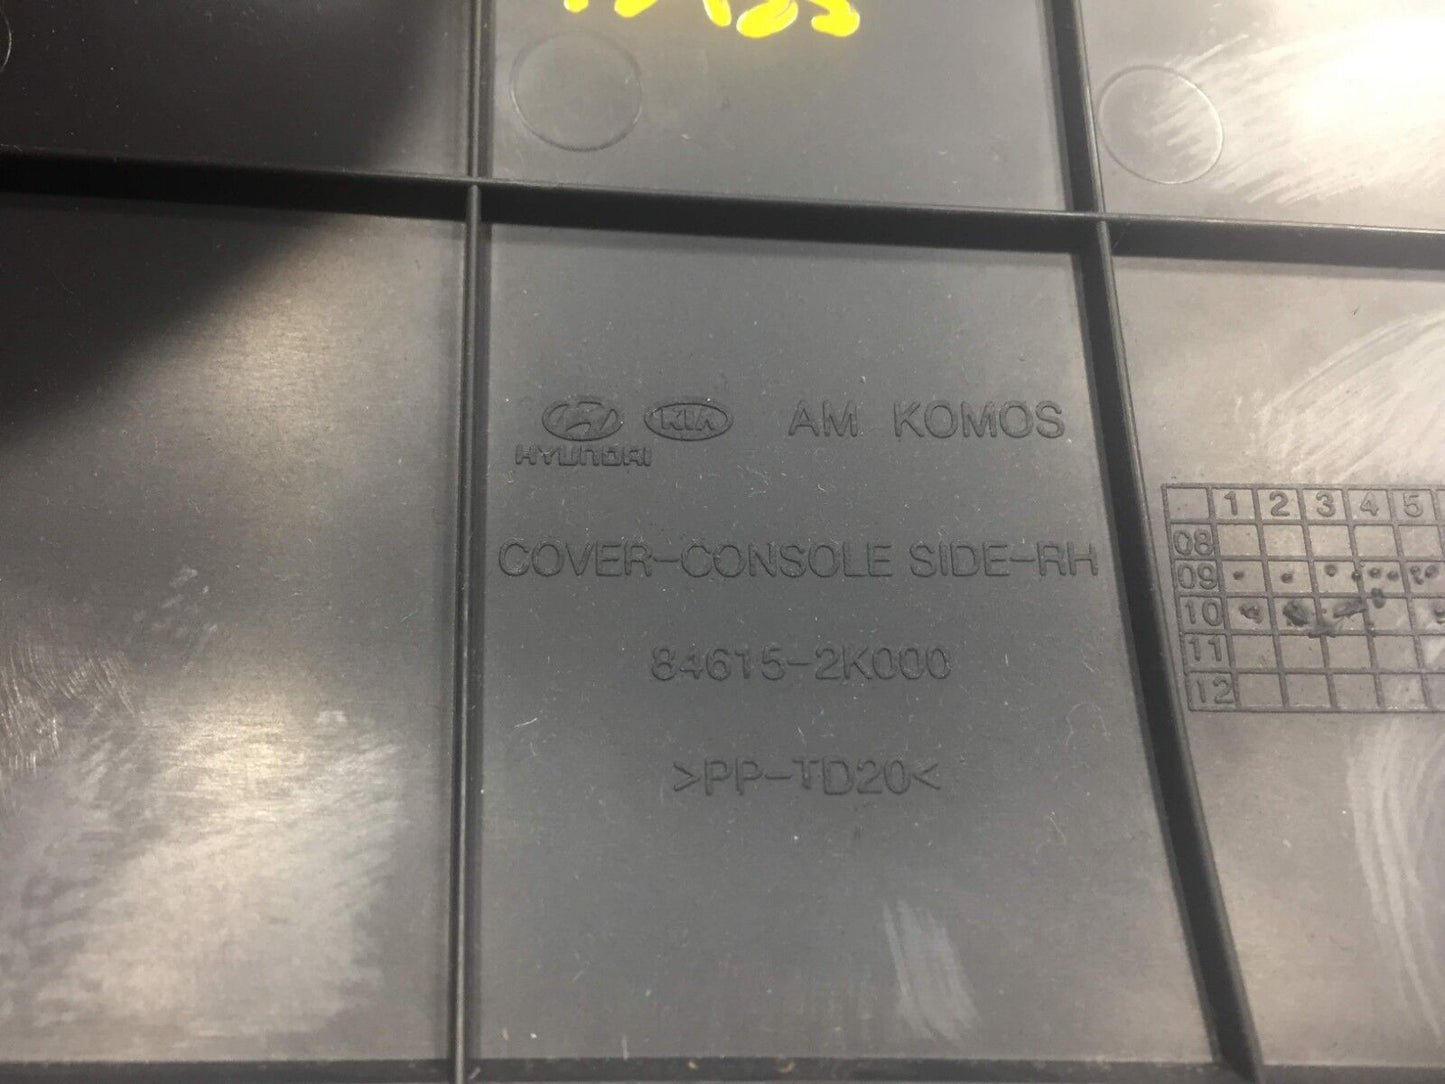 KIA AM KOMOS
HYUNDAI
COVER-CONSOLE SIDE-RH
84615-2K000
>PP-TD20<
1 2 3 4 5
08
09
10
11
12